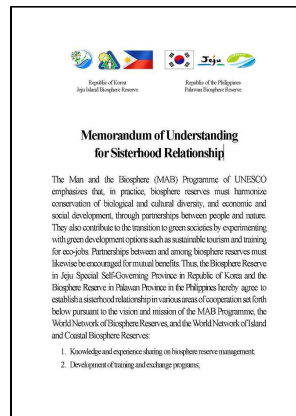 Jeju
Republic of Korea
Jeju Island Biosphere Reserve
Republic of the Philippines
Palawan Biosphere Reserve
Memorandum of Understanding
for Sisterhood Relationship
The Man and the Biosphere (MAB) Programme of UNESCO
emphasizes that, in practice, biosphere reserves must harmonize
conservation of biological and cultural diversity, and economic and
social development, through partnerships between people and nature.
They also contribute to the transition to green societies by experimenting
with green development options such as sustainable tourism and training
for eco-jobs. Partnerships between and among biosphere reserves must
likewise be encouraged for mutual benefits. Thus, the Biosphere Reserve
in Jeju Special Self-Governing Province in Republic of Korea and the
Biosphere Reserve in Palawan Province in the Philippines hereby agree to
establish a sisterhood relationship in various areas of cooperation set forth
below pursuant to the vision and mission of the MAB Programme, the
World Network of Biosphere Reserves, and the World Network of Island
and Coastal Biosphere Reserves:
1. Knowledge and experience sharing on biosphere reserve management;
2. Development of training and exchange programs;